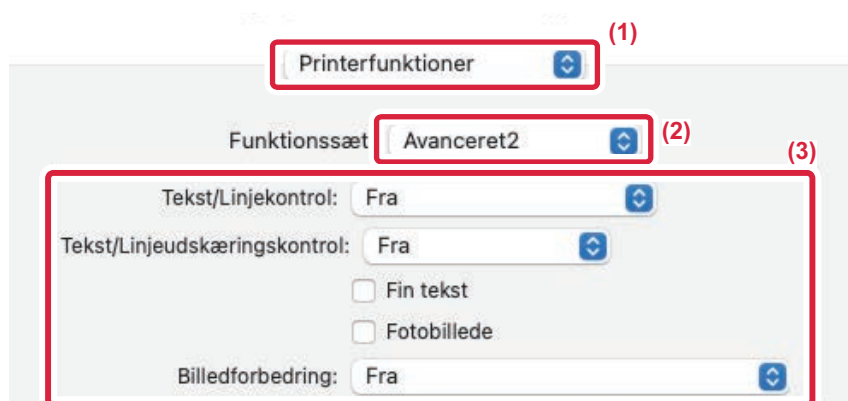 (1)
Printerfunktioner
Funktionssæt Avanceret2 (2)
(3)
Tekst/Linjekontrol: Fra
Tekst/Linjeudskæringskontrol: Fra
Fin tekst
Fotobillede
Billedforbedring: Fra